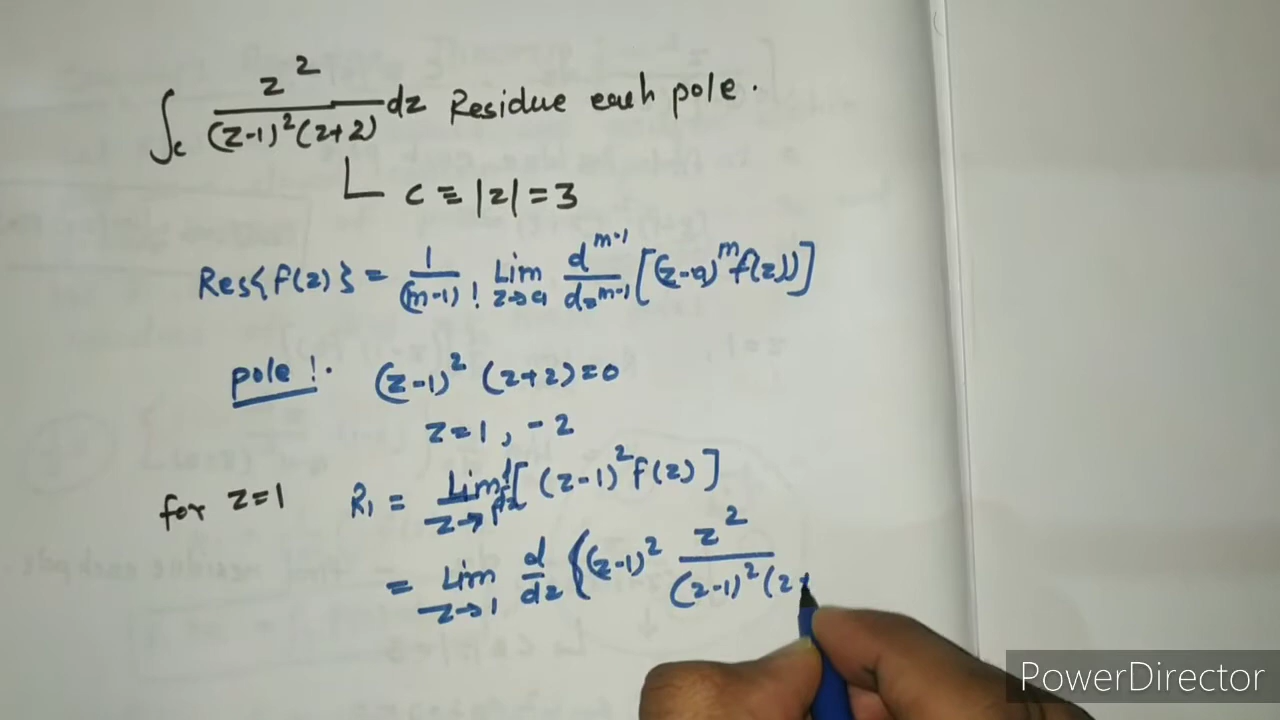 ∫c z² / (z-1)²(z+2) dz Residue each pole.
c ≡ |z| = 3
Res{f(z)} = 1/(m-1)! Lim z→a d^m-1/dz^m-1 [(z-a)^m f(z))]
pole !. (z-1)² (z+2)=0
z=1, -2
for z=1 R₁ = Lim z→1 d/dz [(z-1)² f(z)]
= Lim z→1 d/dz {(z-1)² z² / (z-1)² (z+
PowerDirector